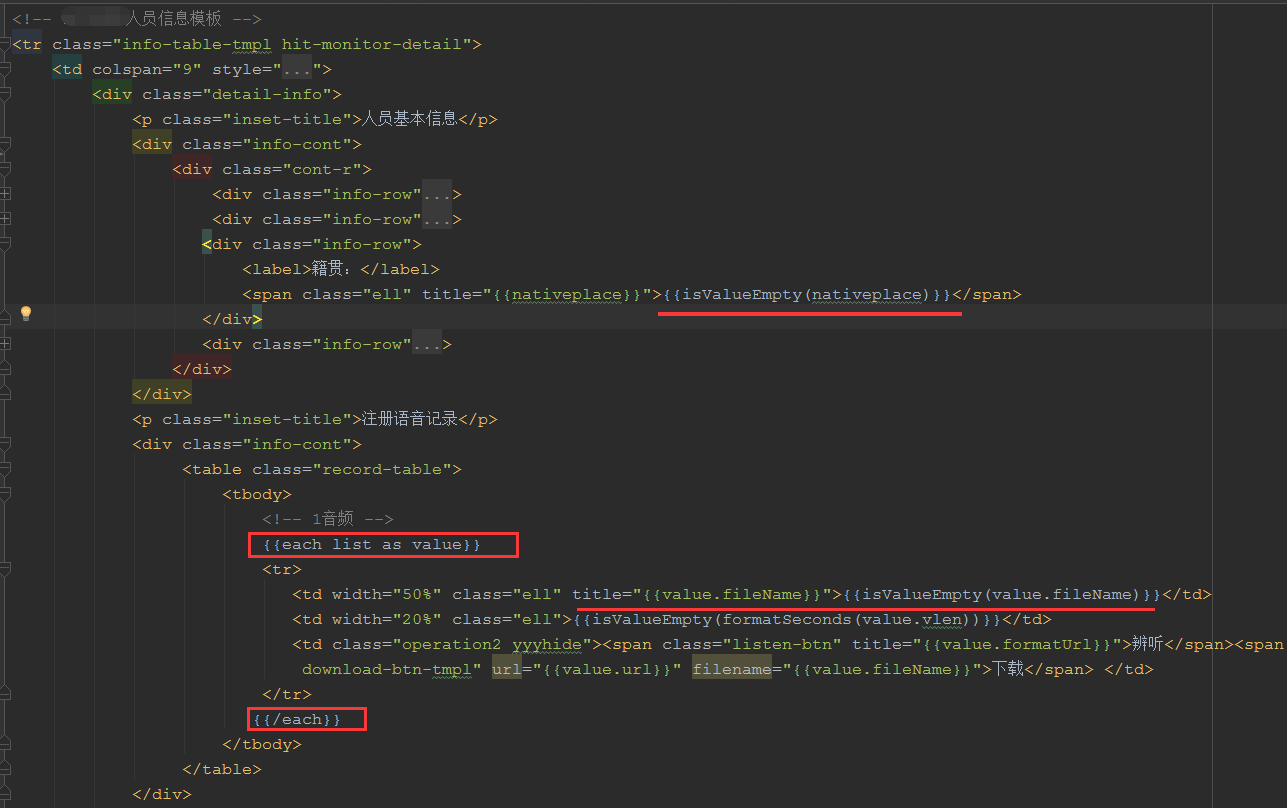 <!-- 人员信息模板 -->
<tr class="info-table-tmpl hit-monitor-detail">
<td colspan="9" style="...">
<div class="detail-info">
<p class="inset-title">人员基本信息</p>
<div class="info-cont">
<div class="cont-r">
<div class="info-row"...>
<div class="info-row"...>
<div class="info-row">
<label>籍贯：</label>
<span class="ell" title="{{nativeplace}}">{{isValueEmpty(nativeplace)}}</span>
</div>
<div class="info-row"...>
</div>
</div>
<p class="inset-title">注册语音记录</p>
<div class="info-cont">
<table class="record-table">
<tbody>
<!-- 1音频 -->
{{each list as value}}
<tr>
<td width="50%" class="ell" title="{{value.fileName}}">{{isValueEmpty(value.fileName)}}</td>
<td width="20%" class="ell">{{isValueEmpty(formatSeconds(value.vlen))}}</td>
<td class="operation2 yyyhide"><span class="listen-btn" title="{{value.formatUrl}}">辨听</span><span
download-btn-tmpl" url="{{value.url}}" filename="{{value.fileName}}">下载</span> </td>
</tr>
{{/each}}
</tbody>
</table>
</div>